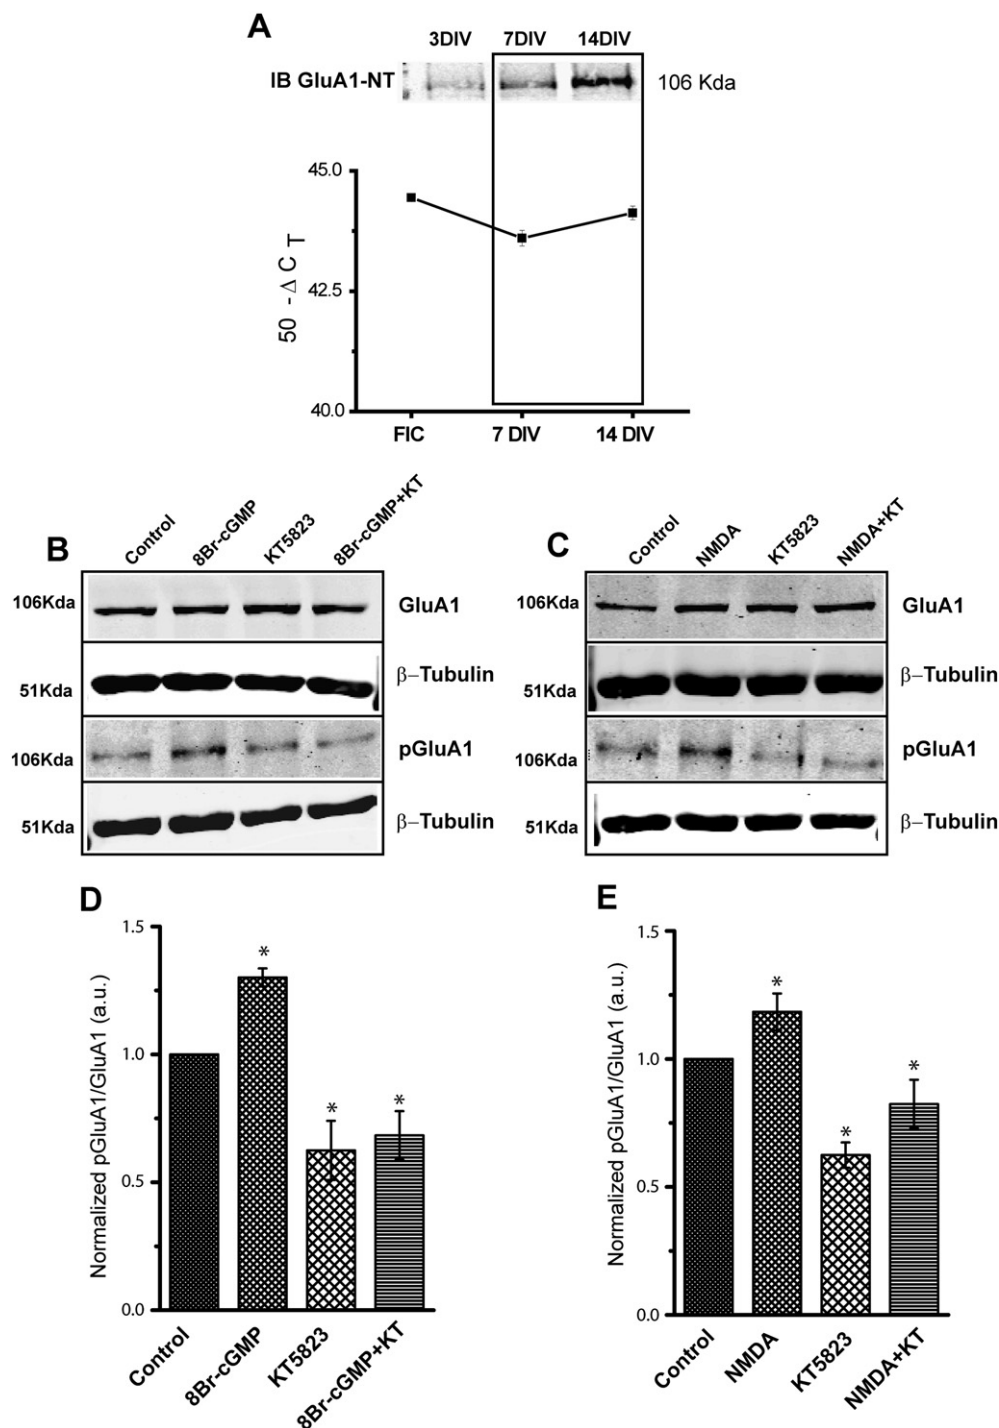 A
3DIV 7DIV 14DIV
IB GluA1-NT 106 Kda
45.0
42.5
40.0
50 - Δ C T
FIC 7 DIV 14 DIV
B
Control 8Br-cGMP KT5823 8Br-cGMP+KT
106Kda GluA1
51Kda β–Tubulin
106Kda pGluA1
51Kda β–Tubulin
C
Control NMDA KT5823 NMDA+KT
106Kda GluA1
51Kda β–Tubulin
106Kda pGluA1
51Kda β–Tubulin
D
Normalized pGluA1/GluA1 (a.u.)
1.5
1.0
0.5
0.0
* * *
Control 8Br-cGMP KT5823 8Br-cGMP+KT
E
Normalized pGluA1/GluA1 (a.u.)
1.5
1.0
0.5
0.0
* * *
Control NMDA KT5823 NMDA+KT